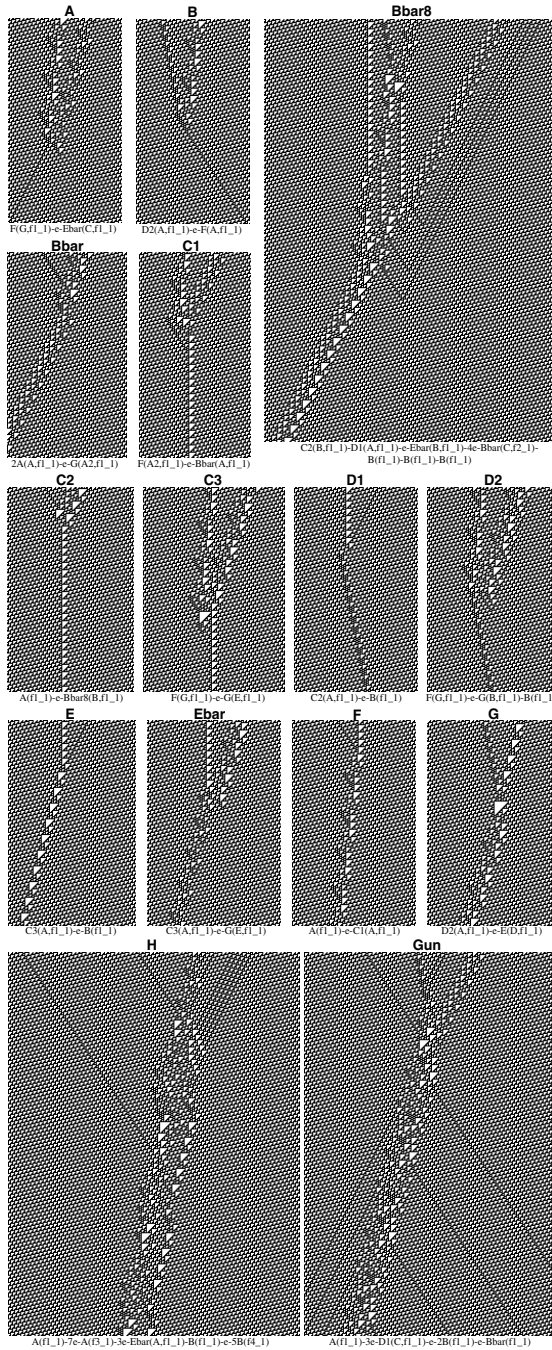 A
B
Bbar8
F(G,f1_1)-e-Ebar(C,f1_1)
D2(A,f1_1)-e-F(A,f1_1)
Bbar
C1
2A(A,f1_1)-e-G(A2,f1_1)
F(A2,f1_1)-e-Bbar(A,f1_1)
C2(B,f1_1)-D1(A,f1_1)-e-Ebar(B,f1_1)-4e-Bbar(C,f2_1)-
B(f1_1)-B(f1_1)-B(f1_1)
C2
C3
D1
D2
A(f1_1)-e-Bbar8(B,f1_1)
F(G,f1_1)-e-G(E,f1_1)
C2(A,f1_1)-e-B(f1_1)
F(G,f1_1)-e-G(B,f1_1)-B(f1_1
E
Ebar
F
G
C3(A,f1_1)-e-B(f1_1)
C3(A,f1_1)-e-G(E,f1_1)
A(f1_1)-e-C1(A,f1_1)
D2(A,f1_1)-e-E(D,f1_1)
H
Gun
A(f1_1)-7e-A(f3_1)-3e-Ebar(A,f1_1)-B(f1_1)-e-5B(f4_1)
A(f1_1)-3e-D1(C,f1_1)-e-2B(f1_1)-e-Bbar(f1_1)